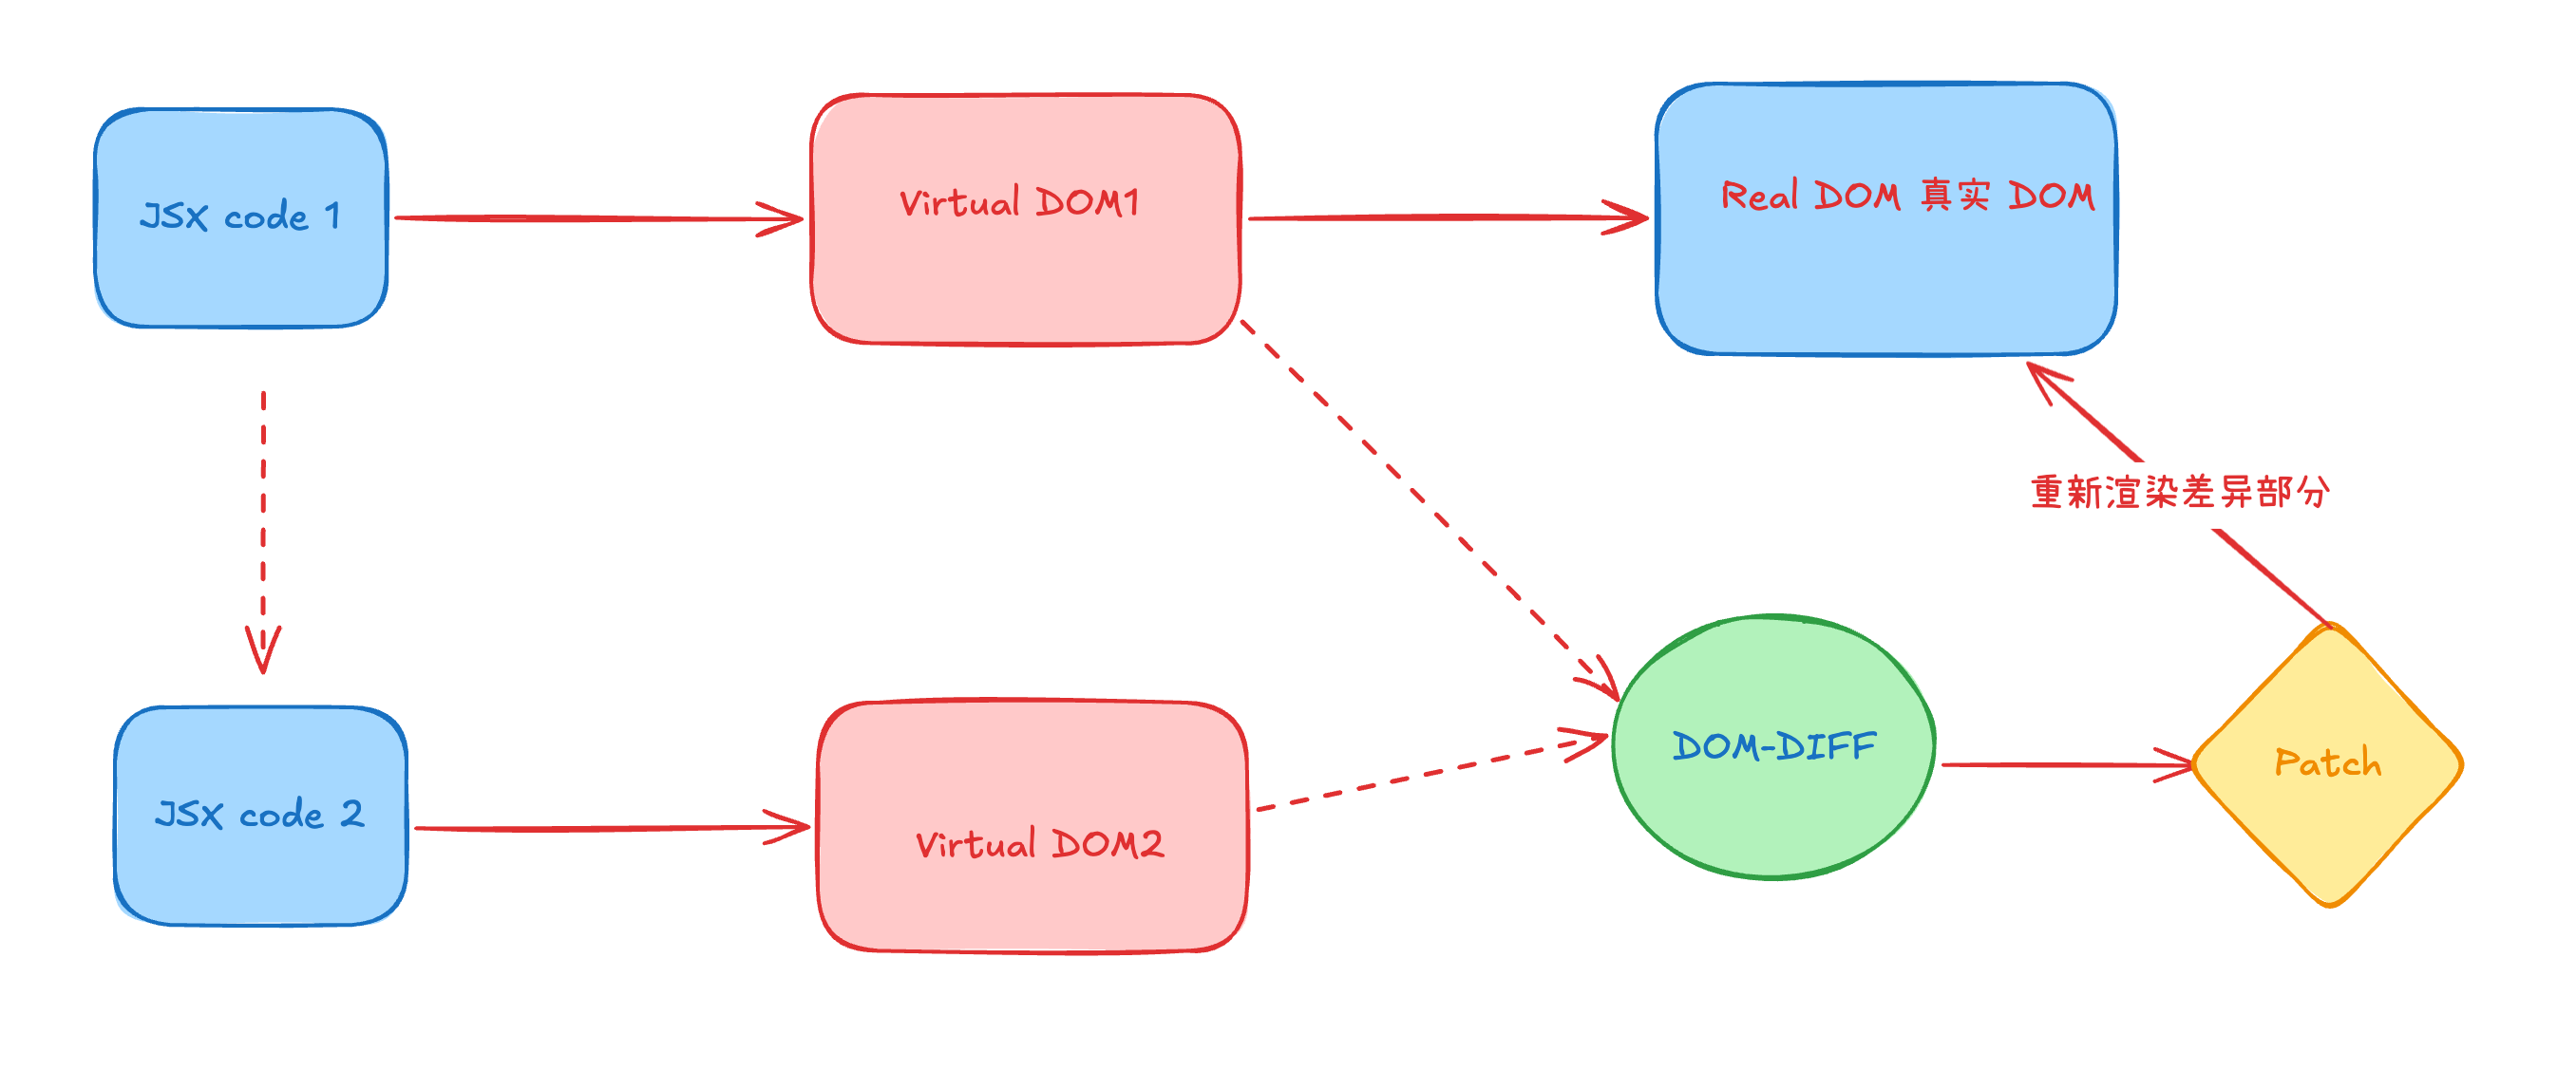 JSX code 1
Virtual DOM1
Real DOM 真实 DOM
重新渲染差异部分
JSX code 2
Virtual DOM2
DOM-DIFF
Patch